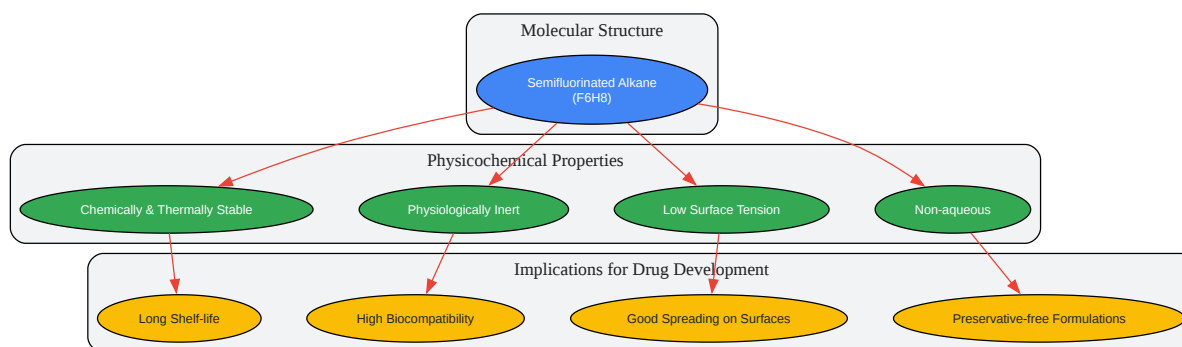 Molecular Structure
Semifluorinated Alkane
(F6H8)
Physicochemical Properties
Chemically & Thermally Stable
Physiologically Inert
Low Surface Tension
Non-aqueous
Implications for Drug Development
Long Shelf-life
High Biocompatibility
Good Spreading on Surfaces
Preservative-free Formulations